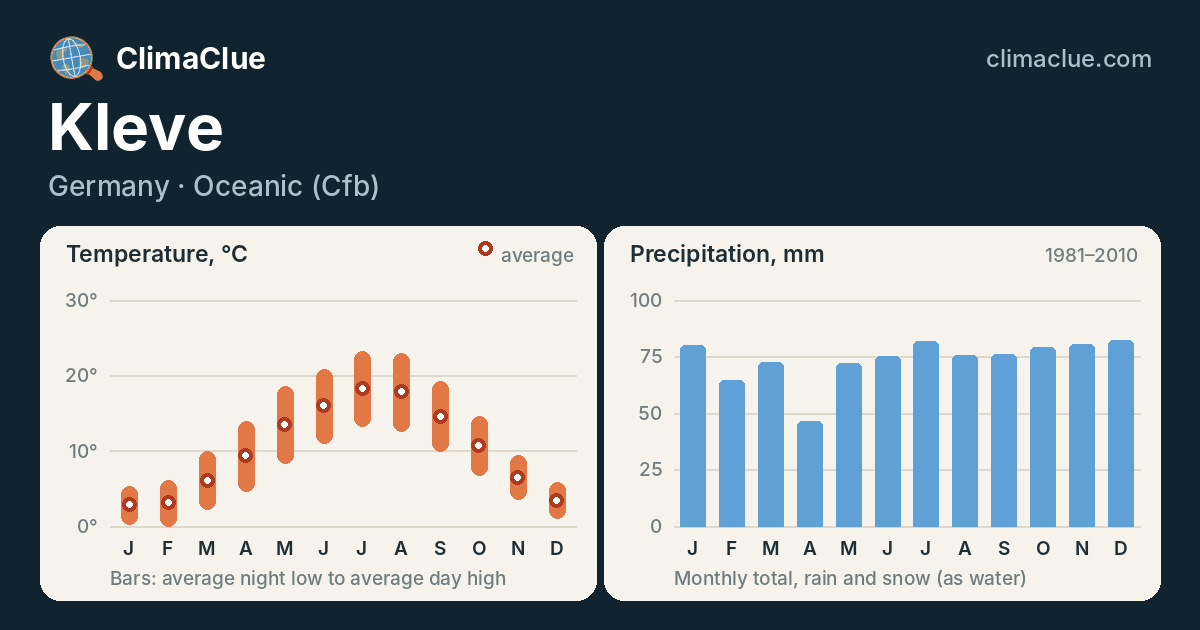 ClimaClue
climaclue.com
Kleve
Germany · Oceanic (Cfb)
Temperature, °C
average
30°
20°
10°
0°
J F M A M J J A S O N D
Bars: average night low to average day high
Precipitation, mm
1981–2010
100
75
50
25
0
J F M A M J J A S O N D
Monthly total, rain and snow (as water)